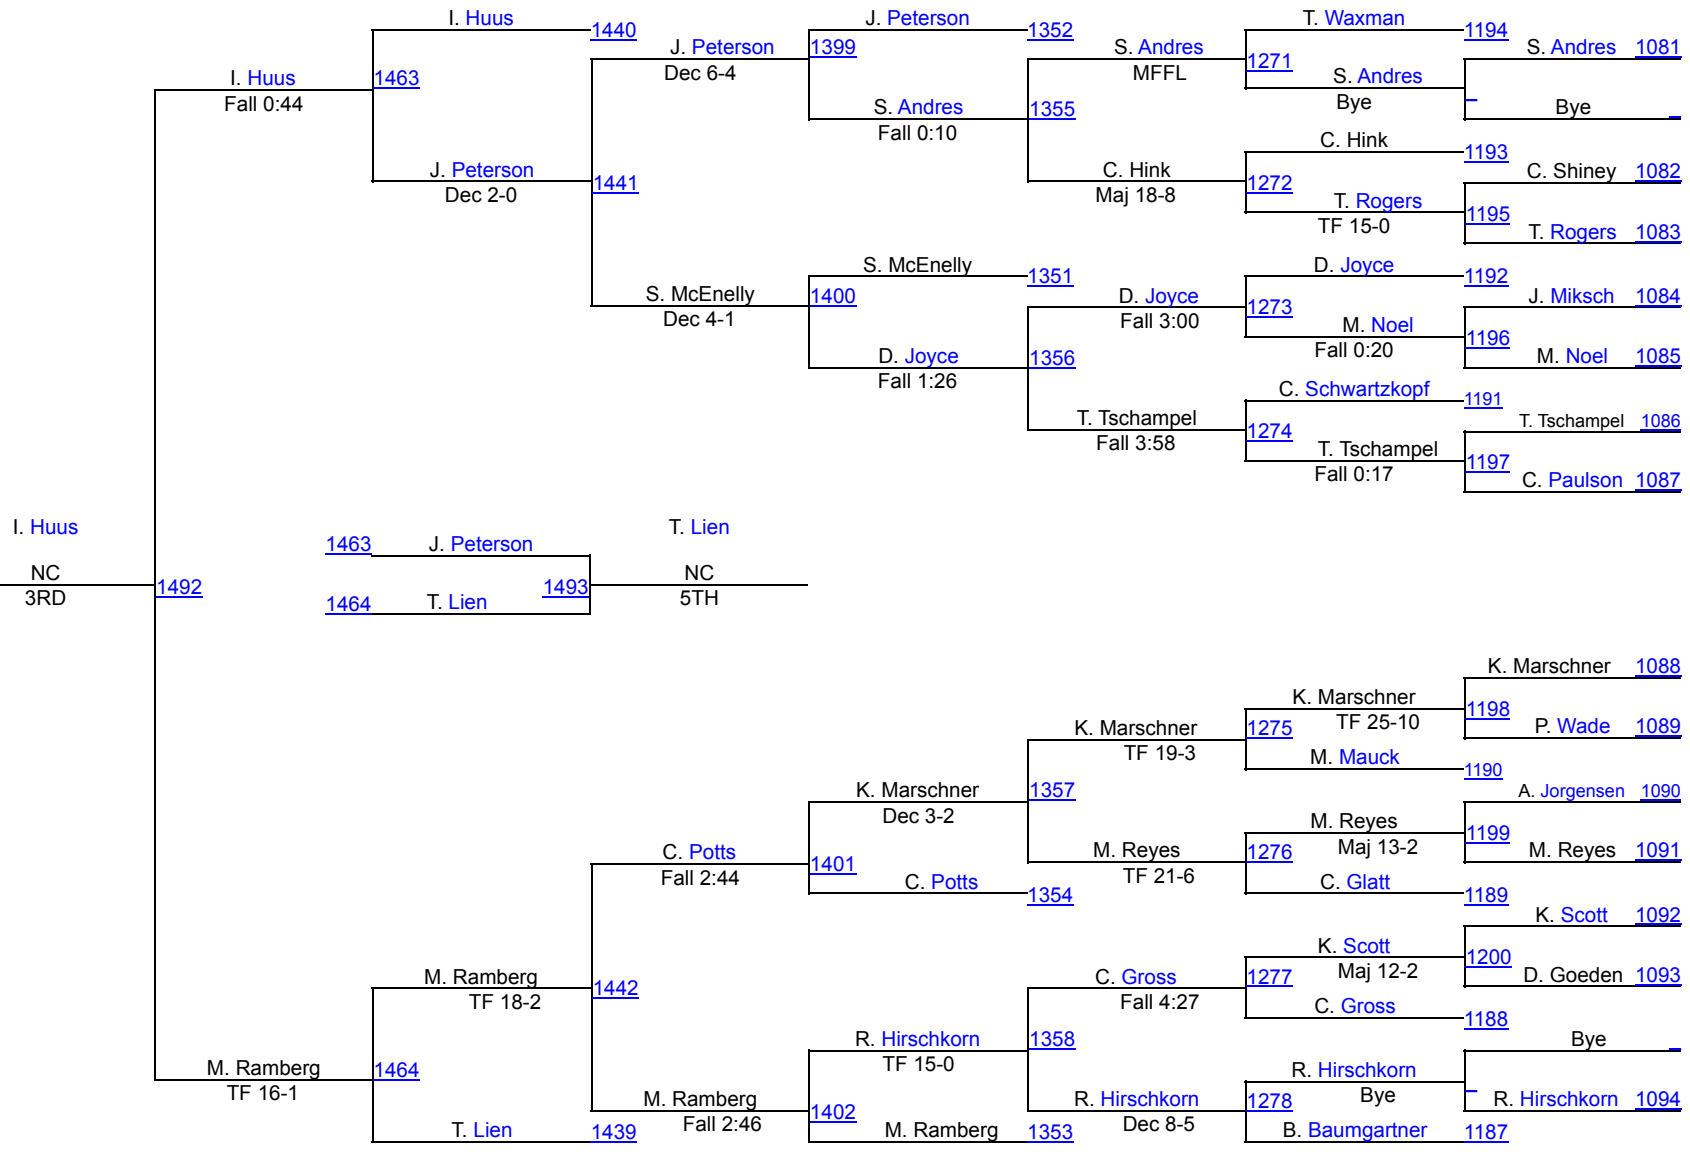 I. Huus
1440
J. Peterson
1352
T. Waxman
1194
J. Peterson
Dec 6-4
1399
S. Andres
MFFL
1271
S. Andres 1081
I. Huus
Fall 0:44
1463
S. Andres
Bye
S. Andres
Fall 0:10
1355
Bye
C. Hink
1193
J. Peterson
Dec 2-0
1441
C. Hink
Maj 18-8
1272
C. Shiney 1082
T. Rogers
TF 15-0
1195
T. Rogers 1083
S. McEnelly
1351
D. Joyce
1192
S. McEnelly
Dec 4-1
1400
D. Joyce
Fall 3:00
1273
J. Miksch 1084
M. Noel
Fall 0:20
1196
D. Joyce
Fall 1:26
1356
M. Noel 1085
C. Schwartzkopf
1191
T. Tschampel
Fall 3:58
1274
T. Tschampel 1086
T. Tschampel
Fall 0:17
1197
C. Paulson 1087
I. Huus
NC
3RD
1492
1463 J. Peterson
1464 T. Lien
1493
T. Lien
NC
5TH
K. Marschner 1088
K. Marschner
TF 25-10
1198
K. Marschner
TF 19-3
1275
P. Wade 1089
M. Mauck
1190
K. Marschner
Dec 3-2
1357
A. Jorgensen 1090
M. Reyes
Maj 13-2
1199
C. Potts
Fall 2:44
1401
M. Reyes
TF 21-6
1276
M. Reyes 1091
C. Potts
1354
C. Glatt
1189
K. Scott 1092
K. Scott
Maj 12-2
1200
M. Ramberg
TF 18-2
1442
C. Gross
Fall 4:27
1277
D. Goeden 1093
C. Gross
1188
R. Hirschkorn
TF 15-0
1358
Bye
M. Ramberg
TF 16-1
1464
R. Hirschkorn
Bye
M. Ramberg
Fall 2:46
1402
R. Hirschkorn
Dec 8-5
1278
R. Hirschkorn 1094
T. Lien
1439
M. Ramberg
1353
B. Baumgartner
1187